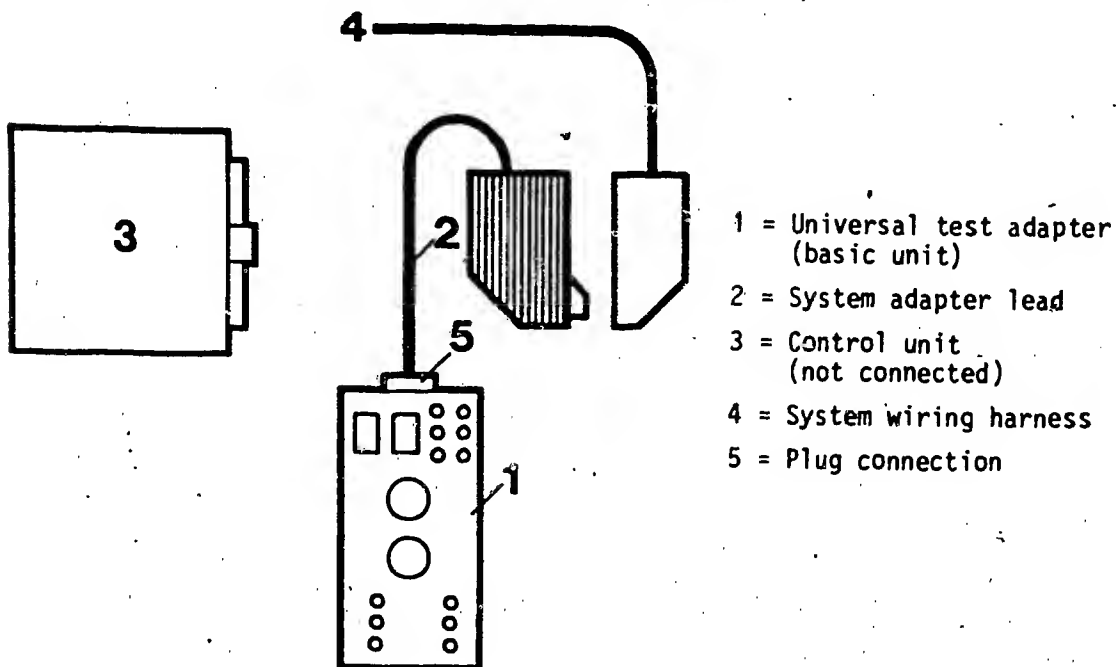 4
3
2
5
1
1 = Universal test adapter
(basic unit)
2 = System adapter lead
3 = Control unit
(not connected)
4 = System wiring harness
5 = Plug connection